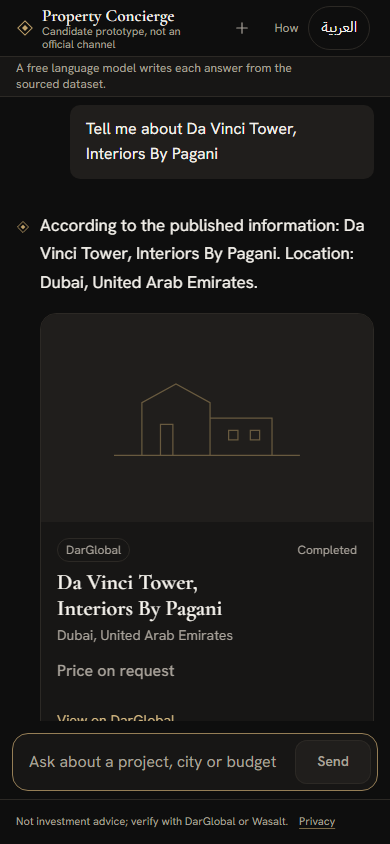 Property Concierge
Candidate prototype, not an
official channel
+
How
العربية
A free language model writes each answer from the
sourced dataset.
Tell me about Da Vinci Tower,
Interiors By Pagani
According to the published information: Da
Vinci Tower, Interiors By Pagani. Location:
Dubai, United Arab Emirates.
DarGlobal
Completed
Da Vinci Tower,
Interiors By Pagani
Dubai, United Arab Emirates
Price on request
View on DarGlobal
Ask about a project, city or budget
Send
Not investment advice; verify with DarGlobal or Wasalt.
Privacy